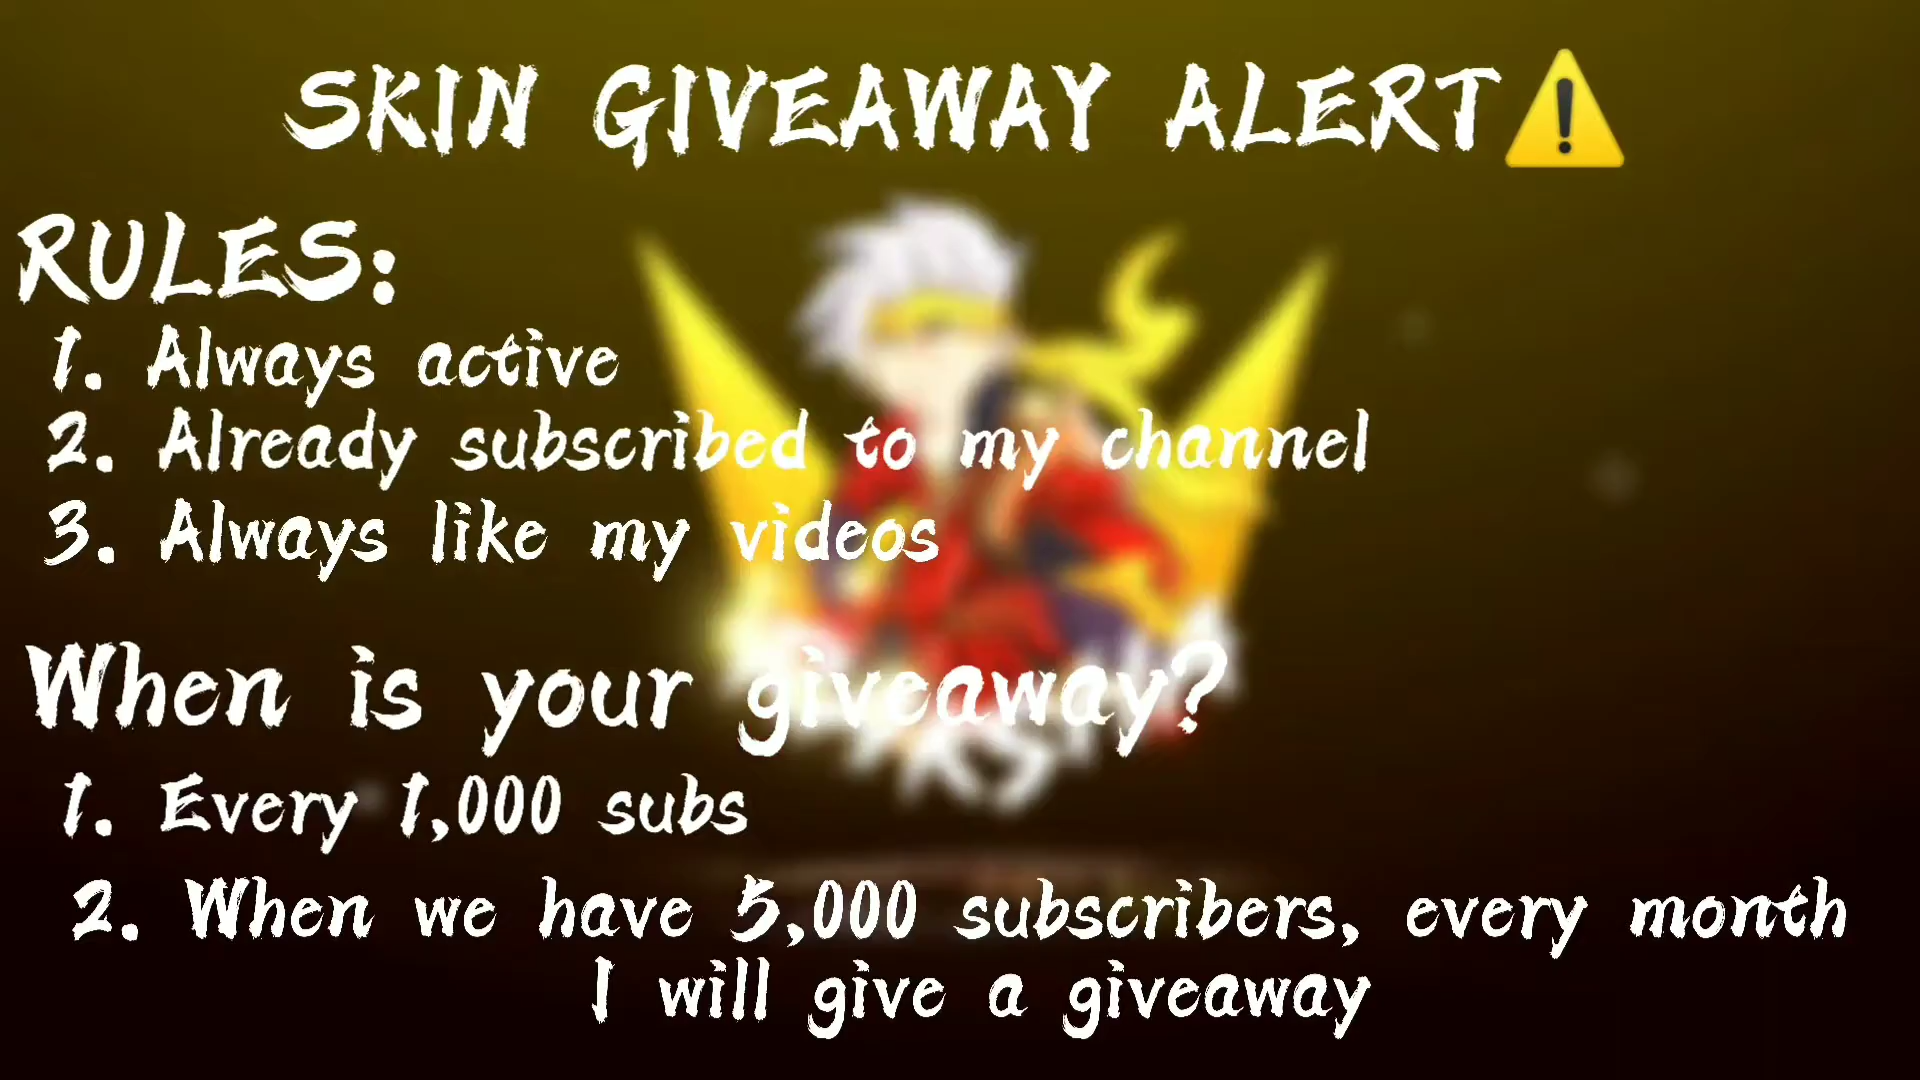 SKIN GIVEAWAY ALERT⚠️
RULES:
1. Always active
2. Already subscribed to my channel
3. Always like my videos
When is your giveaway?
1. Every 1,000 subs
2. When we have 5,000 subscribers, every month
I will give a giveaway